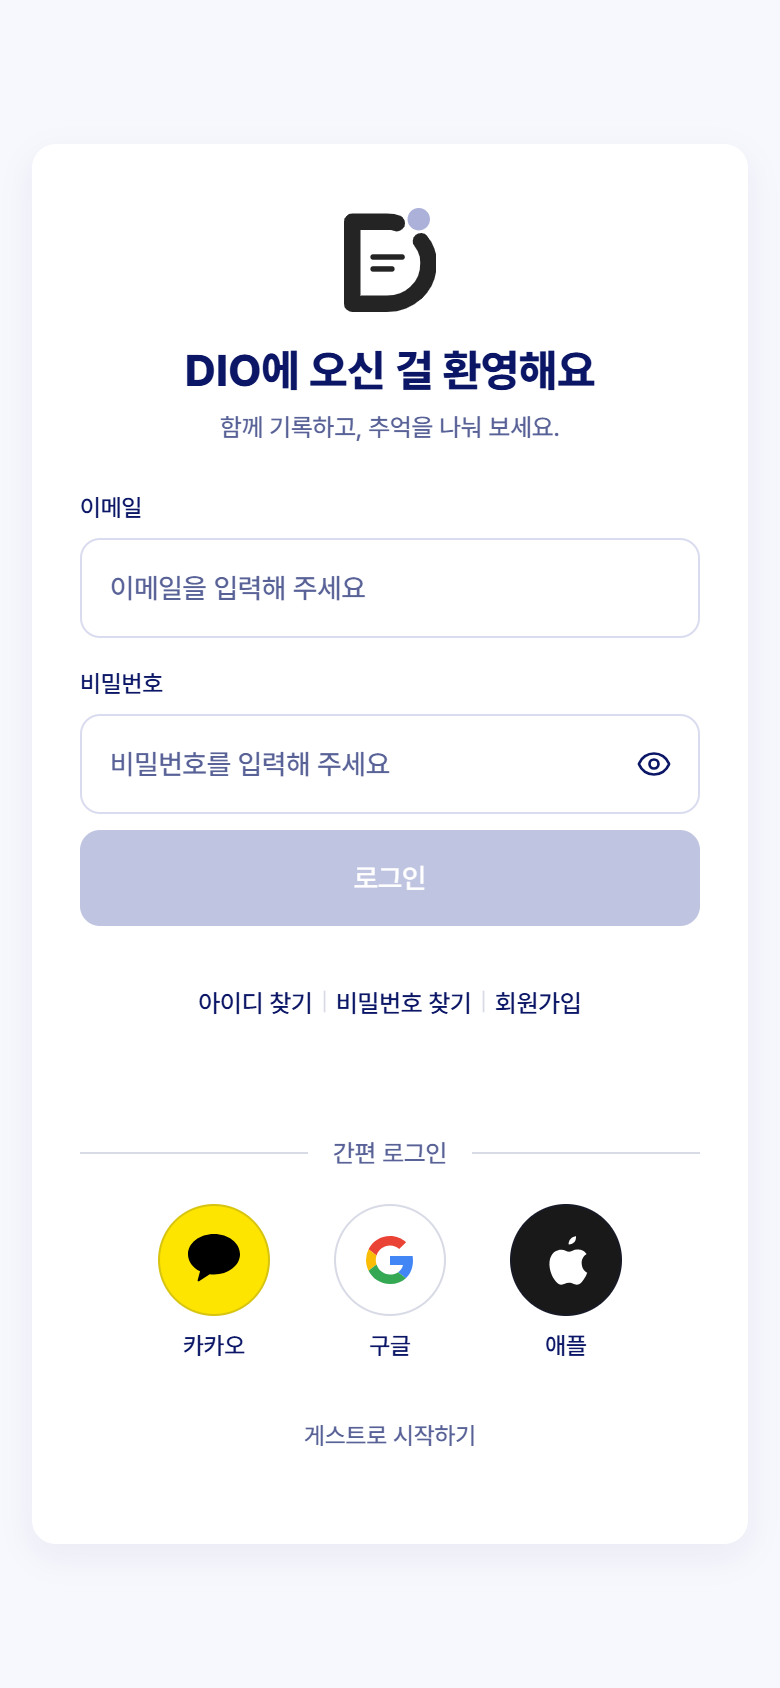 DIO에 오신 걸 환영해요
함께 기록하고, 추억을 나눠 보세요.
이메일
이메일을 입력해 주세요
비밀번호
비밀번호를 입력해 주세요
로그인
아이디 찾기 | 비밀번호 찾기 | 회원가입
간편 로그인
카카오 구글 애플
게스트로 시작하기